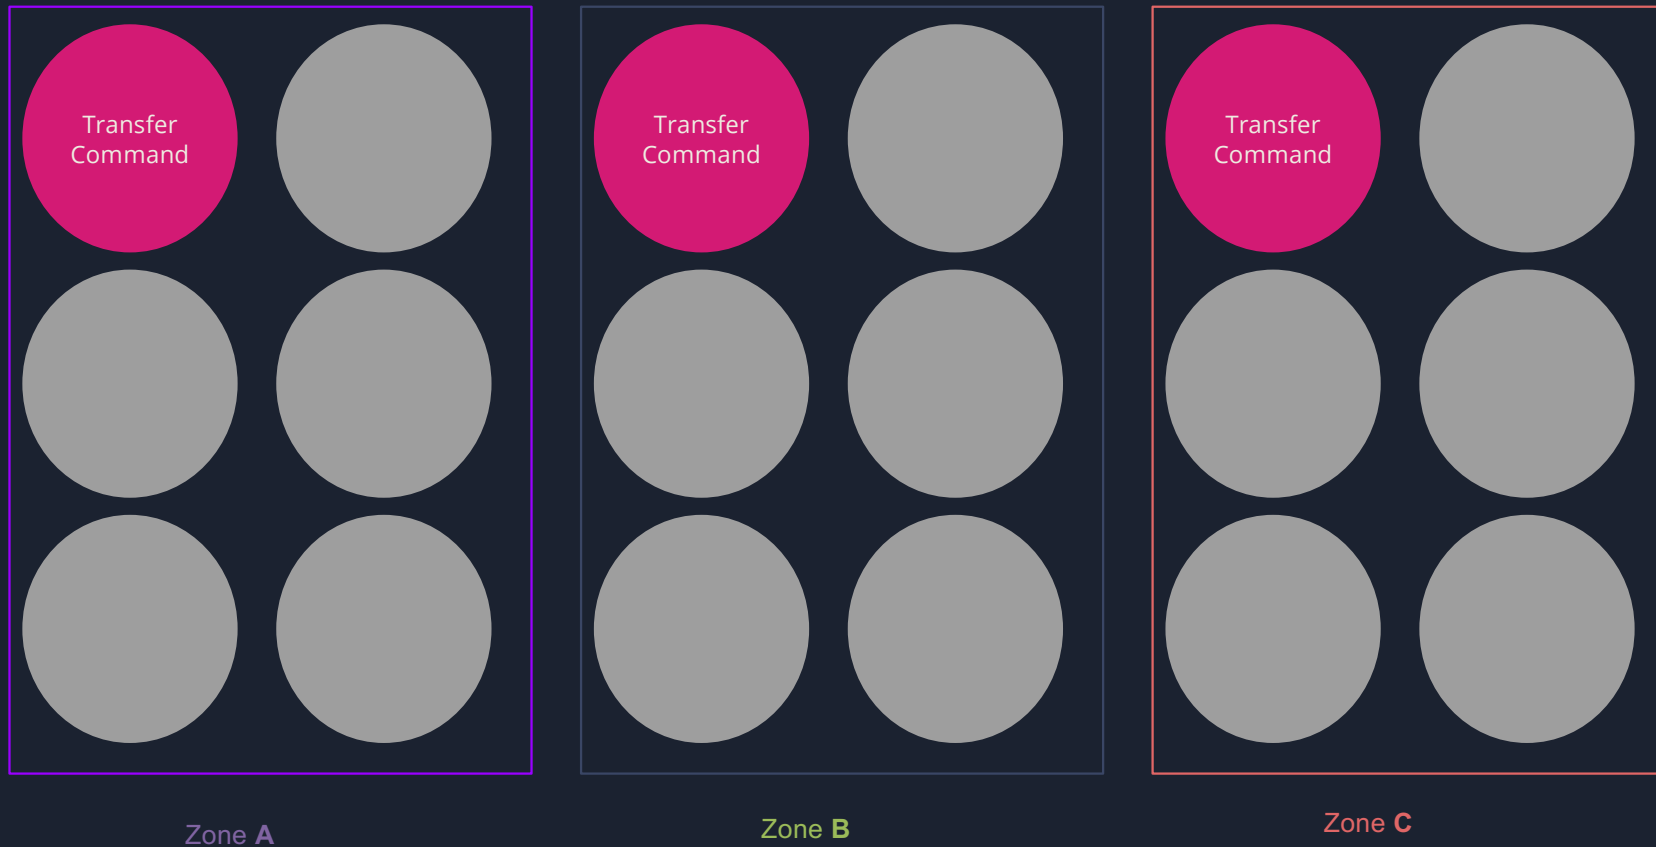 Transfer
Command
Transfer
Command
Transfer
Command
Zone A
Zone B
Zone C